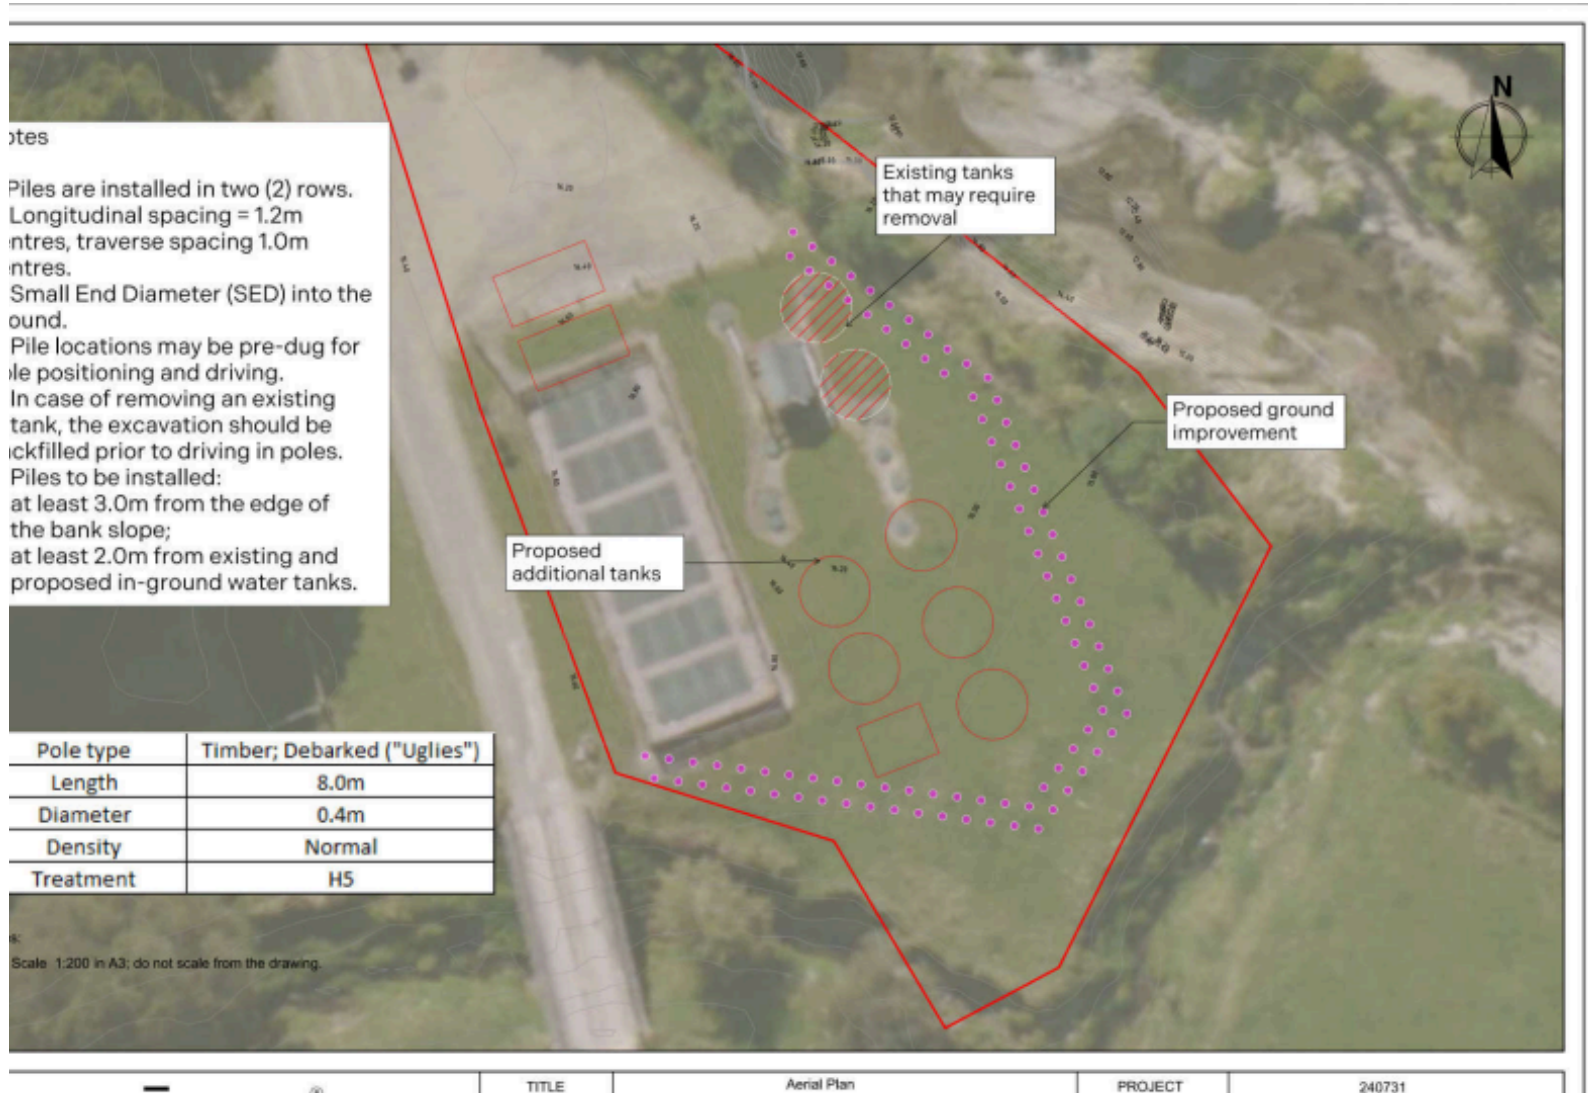 otes
Piles are installed in two (2) rows.
Longitudinal spacing = 1.2m
entres, traverse spacing 1.0m
entres.
Small End Diameter (SED) into the
ound.
Pile locations may be pre-dug for
le positioning and driving.
In case of removing an existing
tank, the excavation should be
ckfilled prior to driving in poles.
Piles to be installed:
at least 3.0m from the edge of
the bank slope;
at least 2.0m from existing and
proposed in-ground water tanks.
N
Existing tanks
that may require
removal
Proposed ground
improvement
Proposed
additional tanks
Pole type Timber; Debarked ("Uglies")
Length 8.0m
Diameter 0.4m
Density Normal
Treatment H5
Scale 1:200 in A3; do not scale from the drawing.
TITLE Aerial Plan PROJECT 240731